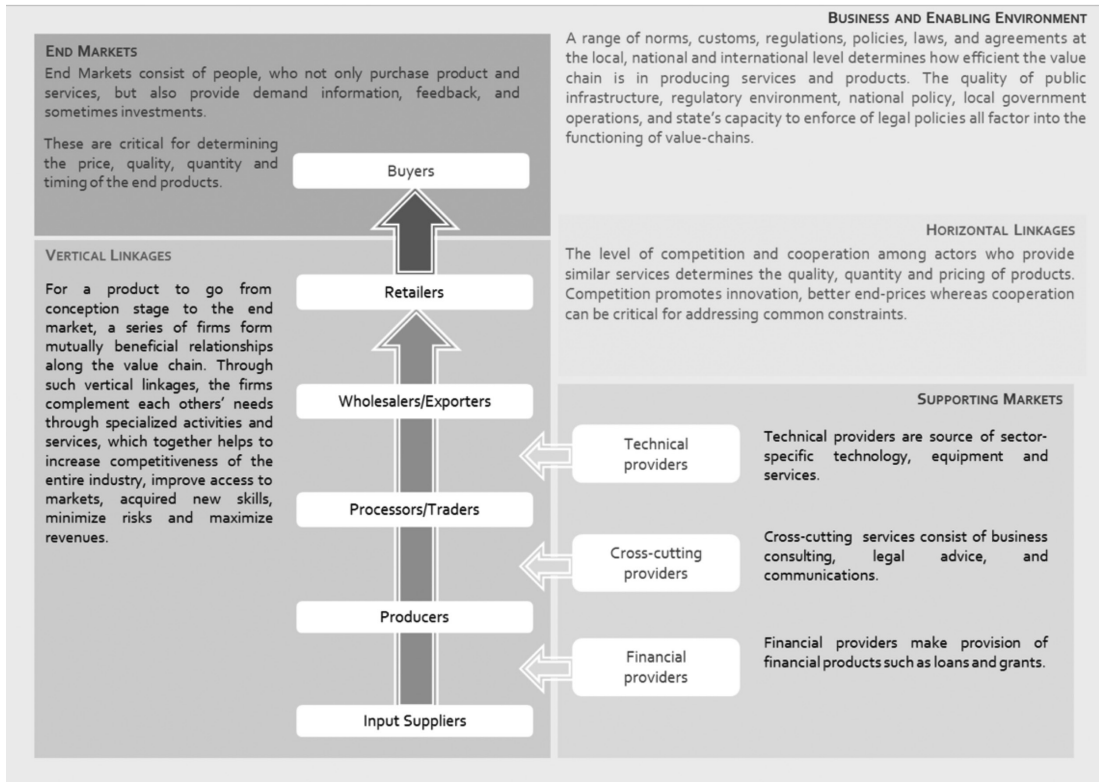 END MARKETS
End Markets consist of people, who not only purchase product and
services, but also provide demand information, feedback, and
sometimes investments.
These are critical for determining
the price, quality, quantity and
timing of the end products.
Buyers
BUSINESS AND ENABLING ENVIRONMENT
A range of norms, customs, regulations, policies, laws, and agreements at
the local, national and international level determines how efficient the value
chain is in producing services and products. The quality of public
infrastructure, regulatory environment, national policy, local government
operations, and state's capacity to enforce of legal policies all factor into the
functioning of value-chains.
VERTICAL LINKAGES
For a product to go from
conception stage to the end
market, a series of firms form
mutually beneficial relationships
along the value chain. Through
such vertical linkages, the firms
complement each others' needs
through specialized activities and
services, which together helps to
increase competitiveness of the
entire industry, improve access to
markets, acquired new skills,
minimize risks and maximize
revenues.
Retailers
Wholesalers/Exporters
Processors/Traders
Producers
Input Suppliers
HORIZONTAL LINKAGES
The level of competition and cooperation among actors who provide
similar services determines the quality, quantity and pricing of products.
Competition promotes innovation, better end-prices whereas cooperation
can be critical for addressing common constraints.
SUPPORTING MARKETS
Technical
providers
Technical providers are source of sector-
specific technology, equipment and
services.
Cross-cutting
providers
Cross-cutting services consist of business
consulting, legal advice, and
communications.
Financial
providers
Financial providers make provision of
financial products such as loans and grants.